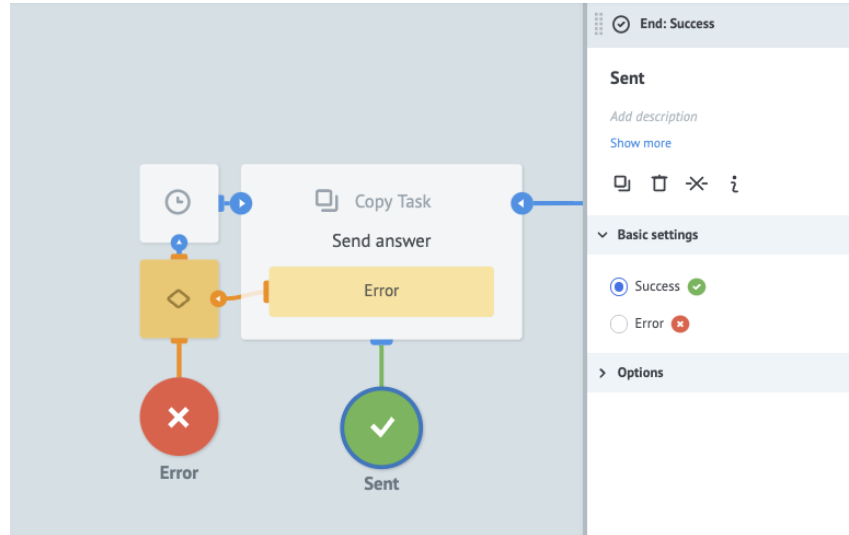 Copy Task
Send answer
Error
Error
Sent
End: Success
Sent
Add description
Show more
Basic settings
Success
Error
Options